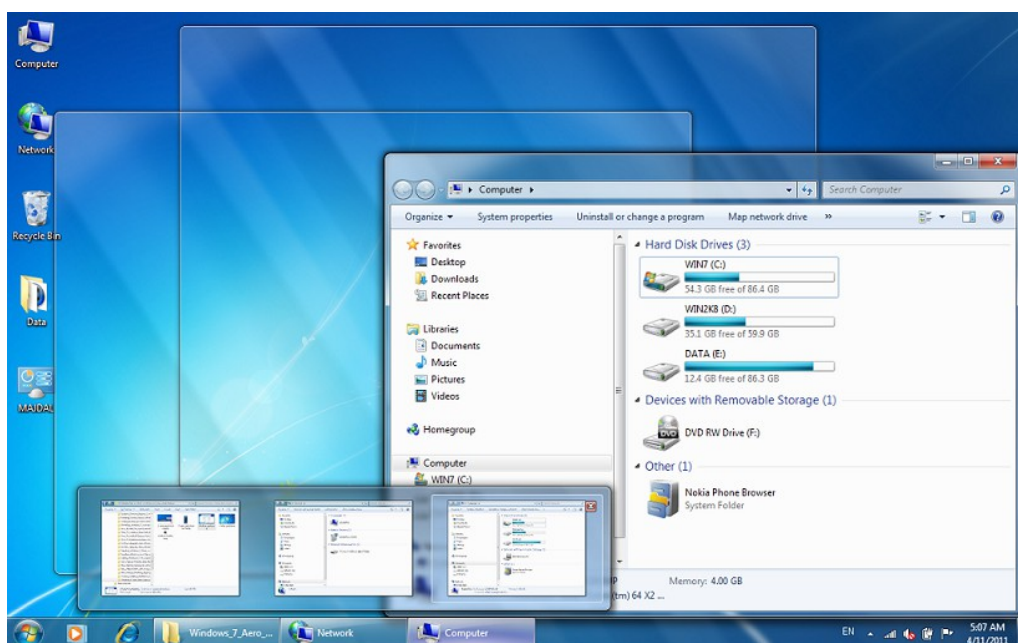 Computer
Network
Recycle Bin
Data
Computer
Search Computer
Organize
System properties
Uninstall or change a program
Map network drive
»
Favorites
Desktop
Downloads
Recent Places
Libraries
Documents
Music
Pictures
Videos
Homegroup
Computer
WIN7 (C:)
Hard Disk Drives (3)
WIN7 (C:)
54.3 GB free of 86.4 GB
WIN2K8 (D:)
35.1 GB free of 59.9 GB
DATA (E:)
12.4 GB free of 86.3 GB
Devices with Removable Storage (1)
DVD RW Drive (F:)
Other (1)
Nokia Phone Browser
System Folder
Memory: 4.00 GB
(tm) 64 X2 ...
Windows_7_Aero_...
Network
Computer
EN
5:07 AM
4/11/2011